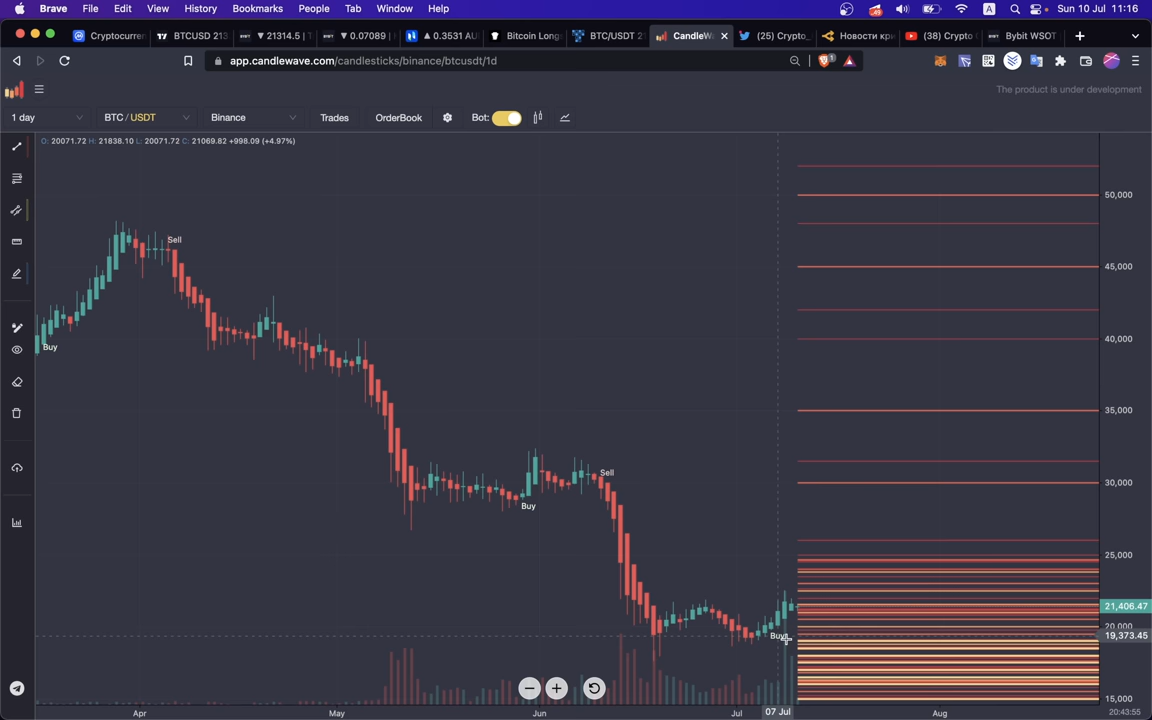 Brave File Edit View History Bookmarks People Tab Window Help Sun 10 Jul 11:16
Cryptocurren BTCUSD 213 ▼ 21314.5 | T ▼ 0.07089 | ▲ 0.3531 AU Bitcoin Long BTC/USDT 2 CandleWa (25) Crypto_ Новости кри (38) Crypto Bybit WSOT
app.candlewave.com/candlesticks/binance/btcusdt/1d
The product is under development
1 day BTC / USDT Binance Trades OrderBook Bot:
O: 20071.72 H: 21838.10 L: 20071.72 C: 21069.82 +998.09 (+4.97%)
50,000
Sell
45,000
40,000
Buy
35,000
Sell
30,000
Buy
25,000
21,406.47
20,000
Buy
19,373.45
15,000
Apr May Jun Jul 07 Jul Aug 20:43:55